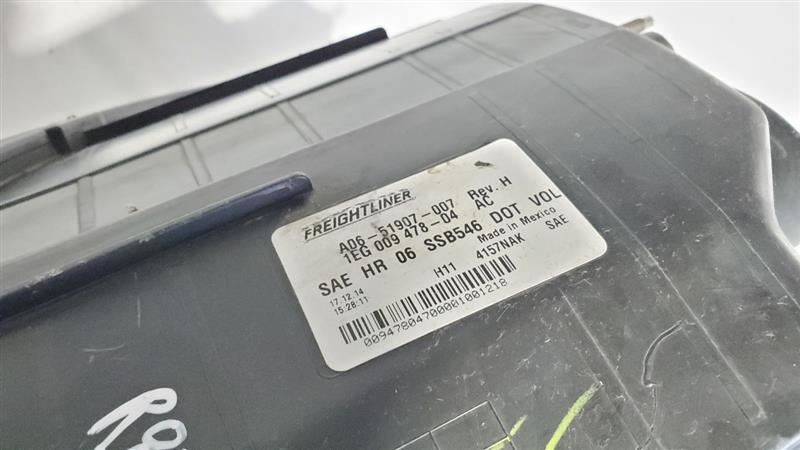 FREIGHTLINER
A06-51907-007 Rev. H
1EG 009 478-04 AC
SAE HR 06 SSB546 DOT VOL
Made in Mexico
17.12.14 H11 4157NAK SAE
15:28:11
00947804700001001218